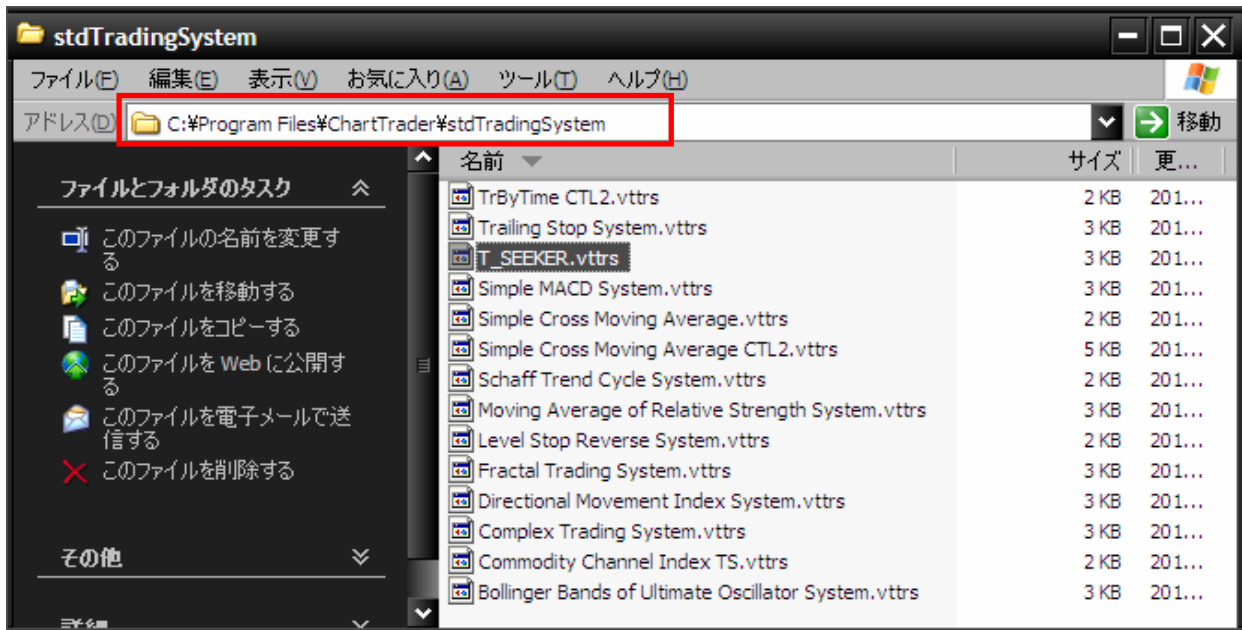 stdTradingSystem
ファイル(F) 編集(E) 表示(V) お気に入り(A) ツール(T) ヘルプ(H)
アドレス(D) C:¥Program Files¥ChartTrader¥stdTradingSystem 移動
ファイルとフォルダのタスク
このファイルの名前を変更す
る
このファイルを移動する
このファイルをコピーする
このファイルを Web に公開す
る
このファイルを電子メールで送
信する
このファイルを削除する
その他
名前 サイズ 更...
TrByTime CTL2.vttrs 2 KB 201...
Trailing Stop System.vttrs 3 KB 201...
T_SEEKER.vttrs 3 KB 201...
Simple MACD System.vttrs 3 KB 201...
Simple Cross Moving Average.vttrs 2 KB 201...
Simple Cross Moving Average CTL2.vttrs 5 KB 201...
Schaff Trend Cycle System.vttrs 2 KB 201...
Moving Average of Relative Strength System.vttrs 3 KB 201...
Level Stop Reverse System.vttrs 2 KB 201...
Fractal Trading System.vttrs 3 KB 201...
Directional Movement Index System.vttrs 3 KB 201...
Complex Trading System.vttrs 3 KB 201...
Commodity Channel Index TS.vttrs 2 KB 201...
Bollinger Bands of Ultimate Oscillator System.vttrs 3 KB 201...